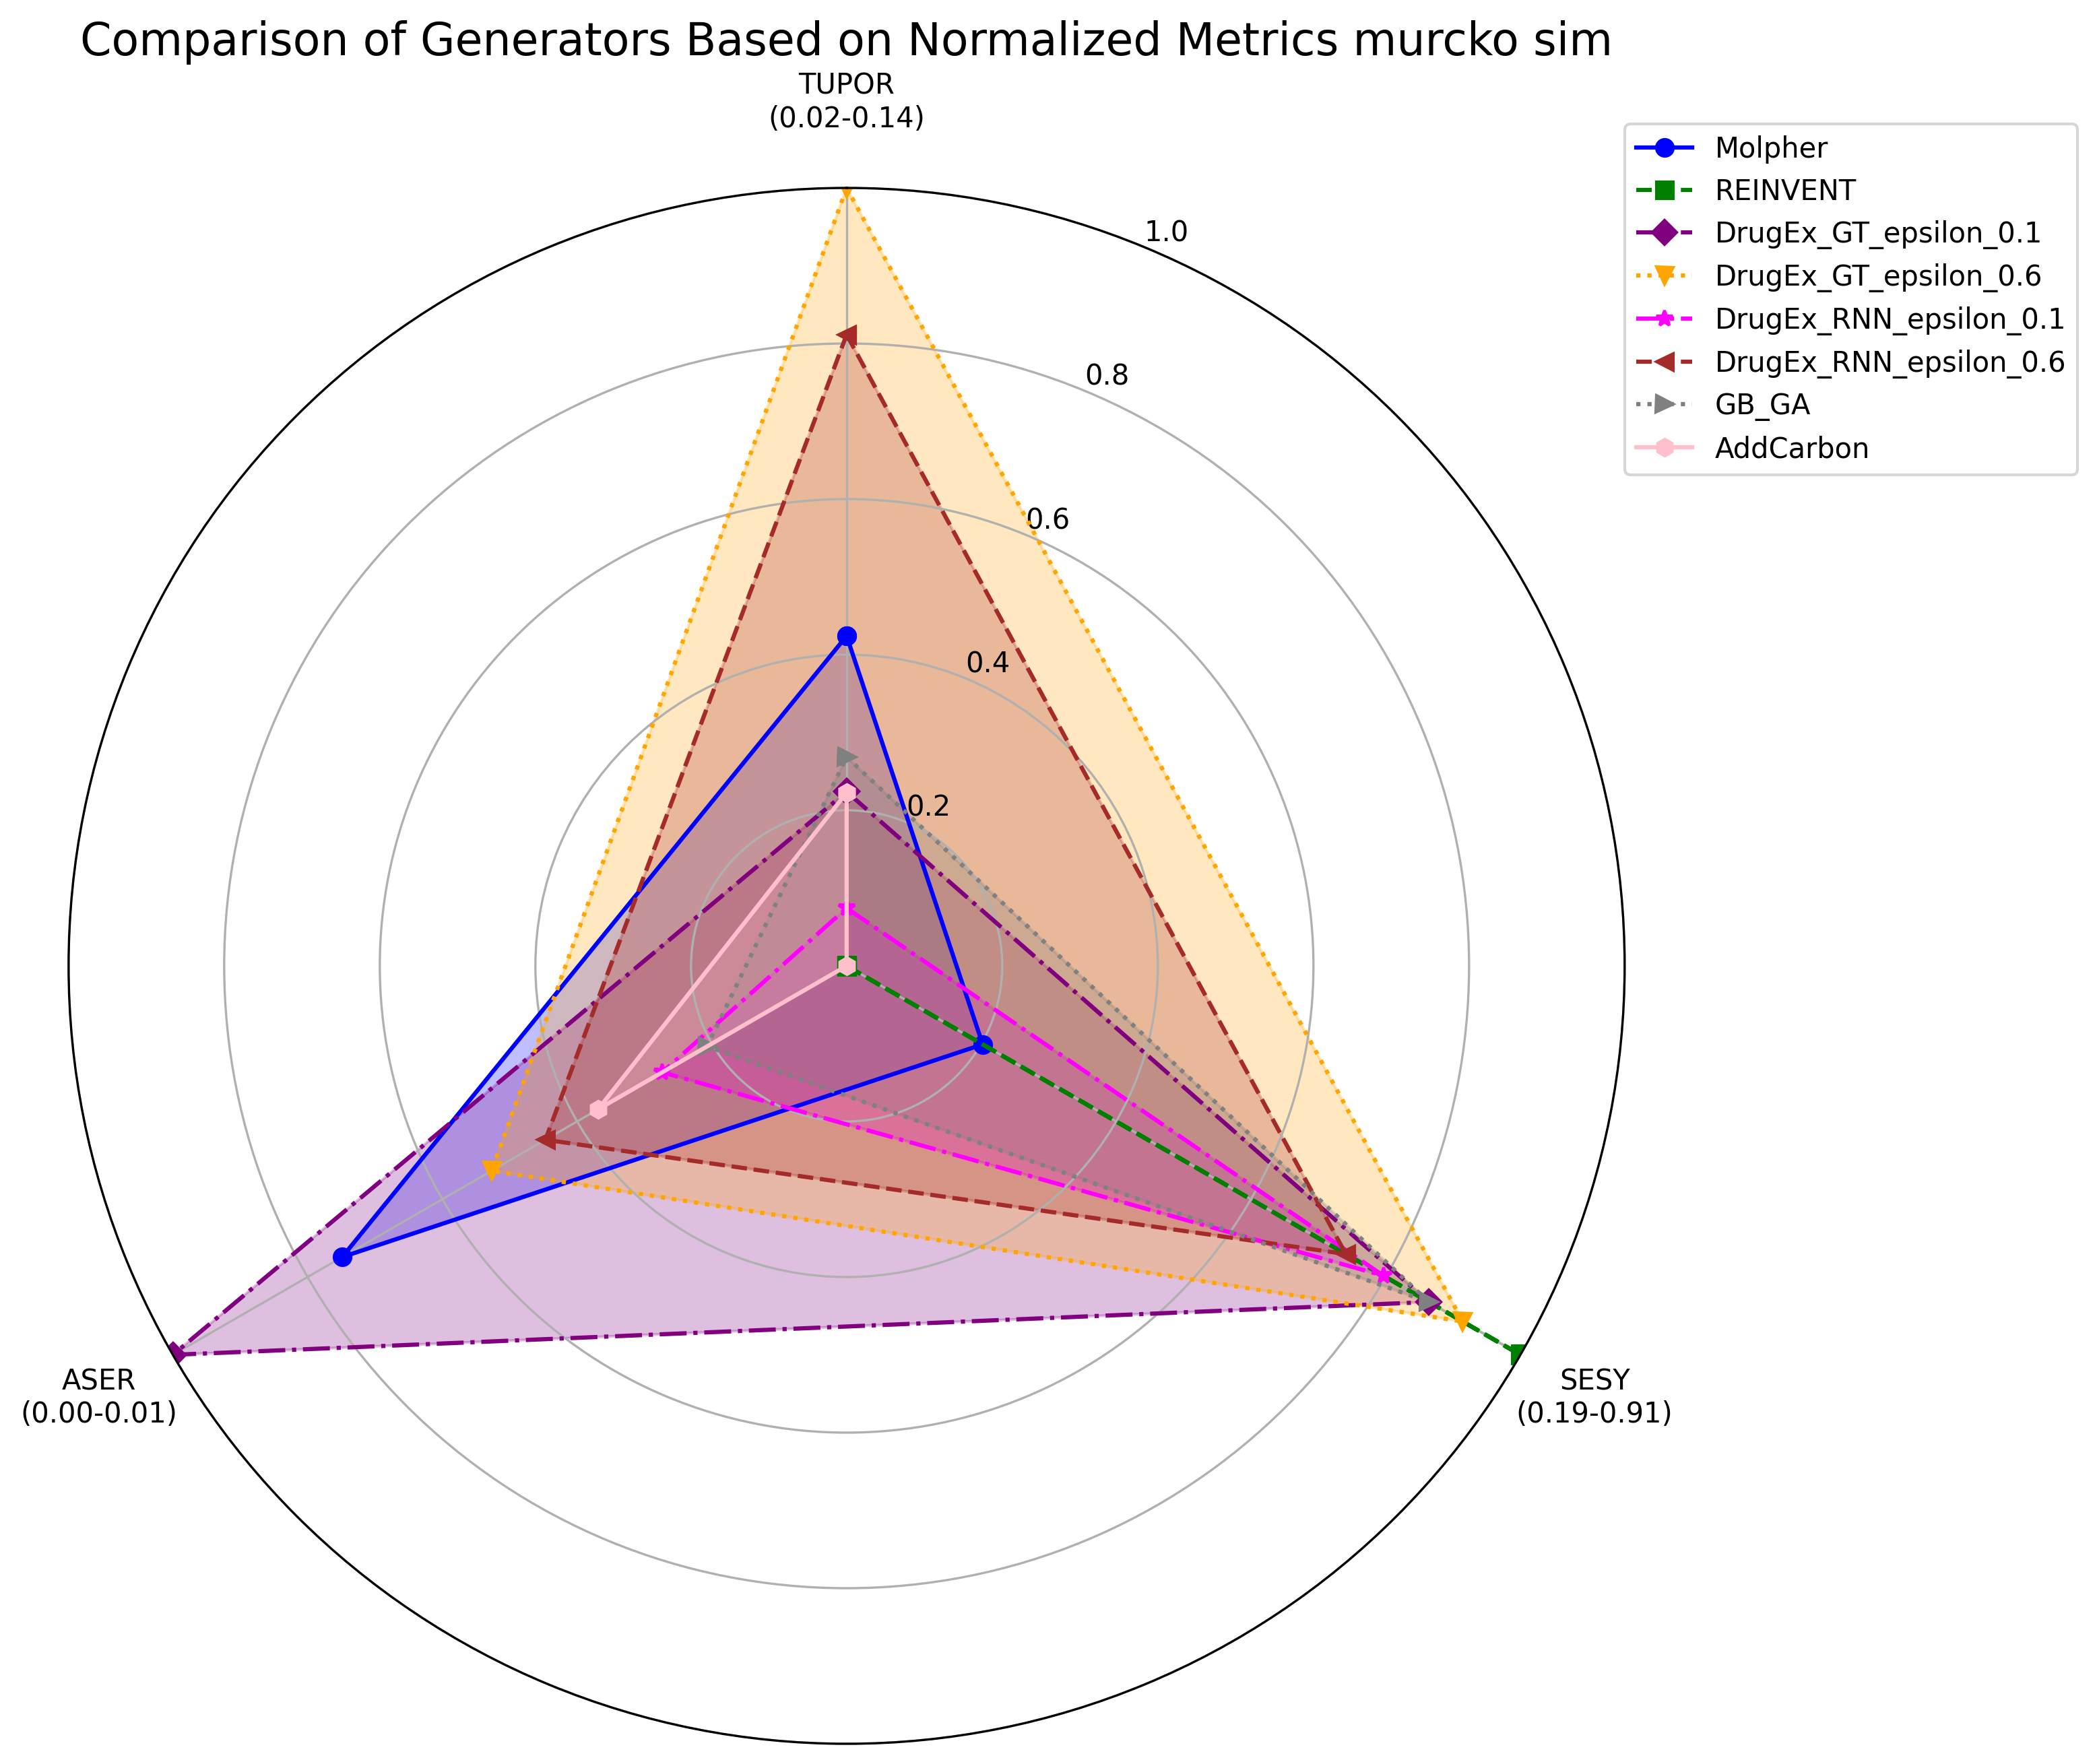 Comparison of Generators Based on Normalized Metrics murcko sim
TUPOR
(0.02-0.14)
Molpher
REINVENT
DrugEx_GT_epsilon_0.1
DrugEx_GT_epsilon_0.6
DrugEx_RNN_epsilon_0.1
DrugEx_RNN_epsilon_0.6
GB_GA
AddCarbon
1.0
0.8
0.6
0.4
0.2
ASER
(0.00-0.01)
SESY
(0.19-0.91)